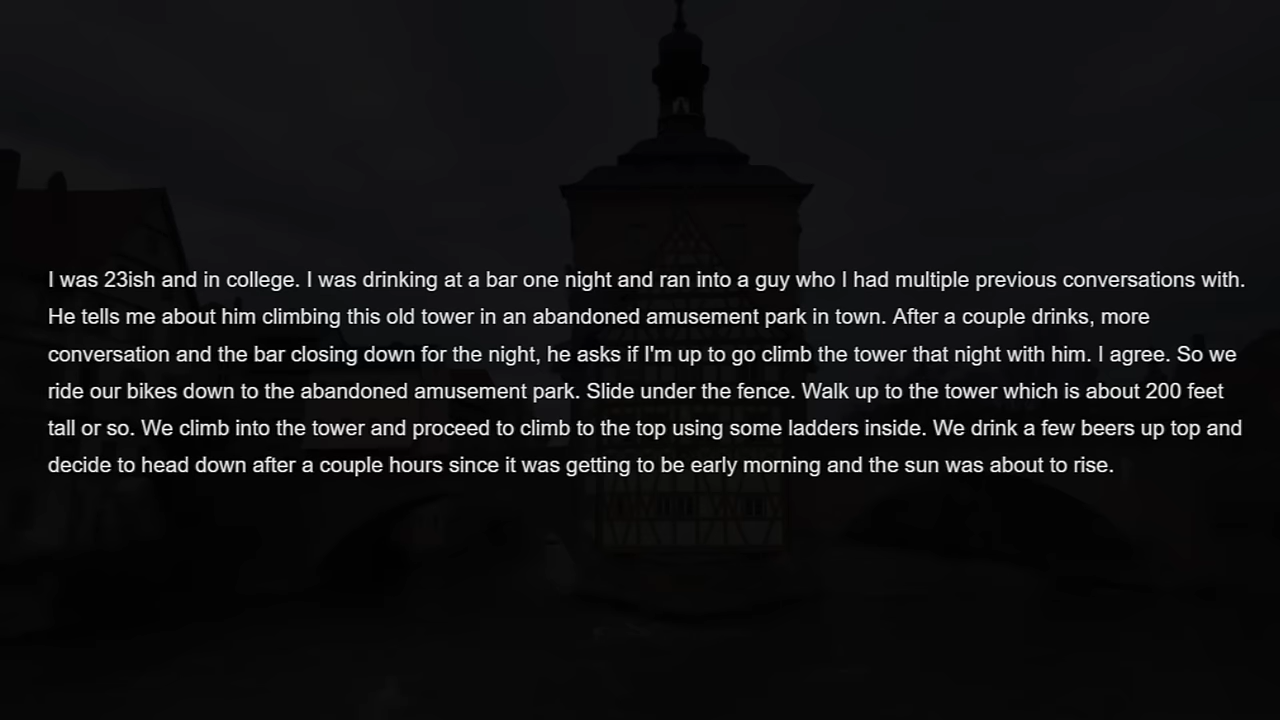 I was 23ish and in college. I was drinking at a bar one night and ran into a guy who I had multiple previous conversations with.
He tells me about him climbing this old tower in an abandoned amusement park in town. After a couple drinks, more
conversation and the bar closing down for the night, he asks if I'm up to go climb the tower that night with him. I agree. So we
ride our bikes down to the abandoned amusement park. Slide under the fence. Walk up to the tower which is about 200 feet
tall or so. We climb into the tower and proceed to climb to the top using some ladders inside. We drink a few beers up top and
decide to head down after a couple hours since it was getting to be early morning and the sun was about to rise.